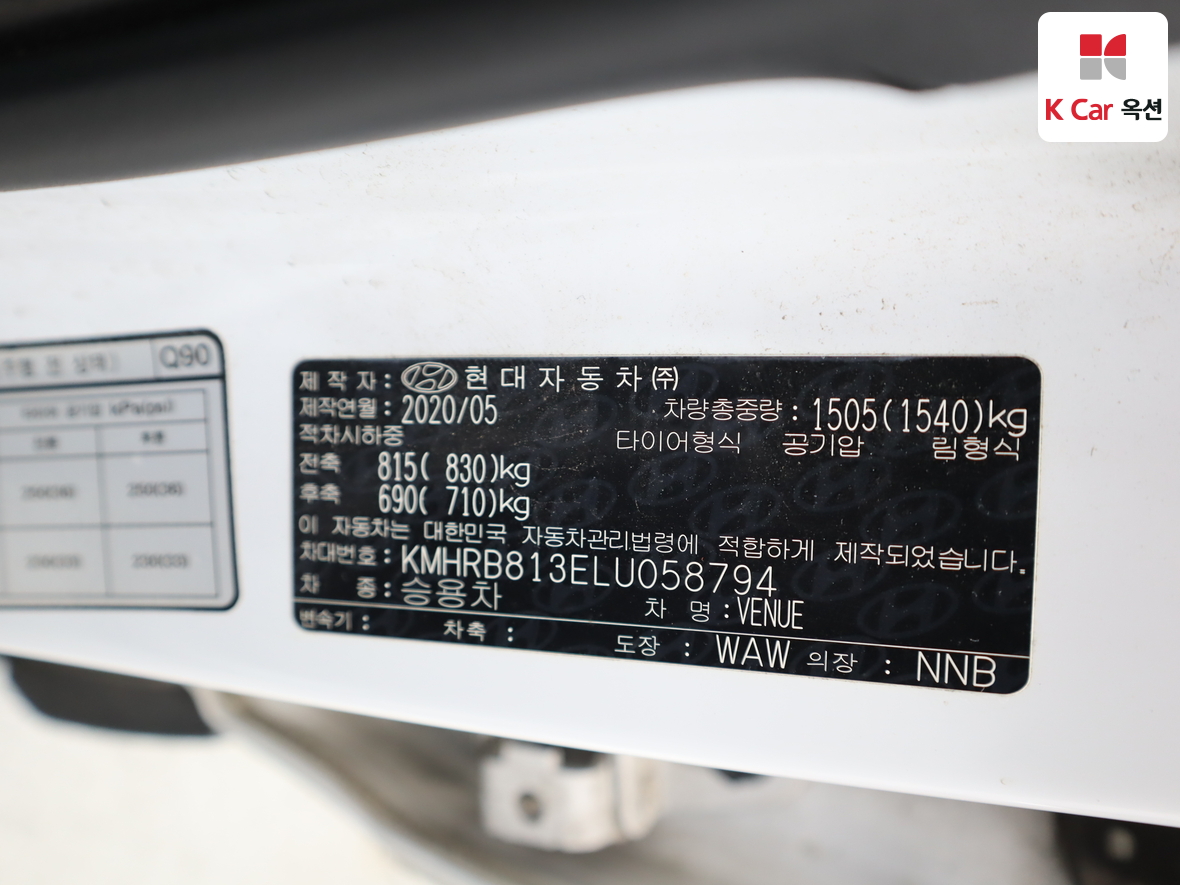 K Car 옥션
Q90
제작자 : 현대자동차㈜
제작연월 : 2020/05 차량총중량 : 1505(1540)kg
적차시하중 타이어형식 공기압 림형식
전축 815( 830)kg
후축 690( 710)kg
이 자동차는 대한민국 자동차관리법령에 적합하게 제작되었습니다.
차대번호 : KMHRB813ELU058794
차 종 : 승용차 차 명 : VENUE
변속기 : 차축 : 도장 : WAW 의장 : NNB